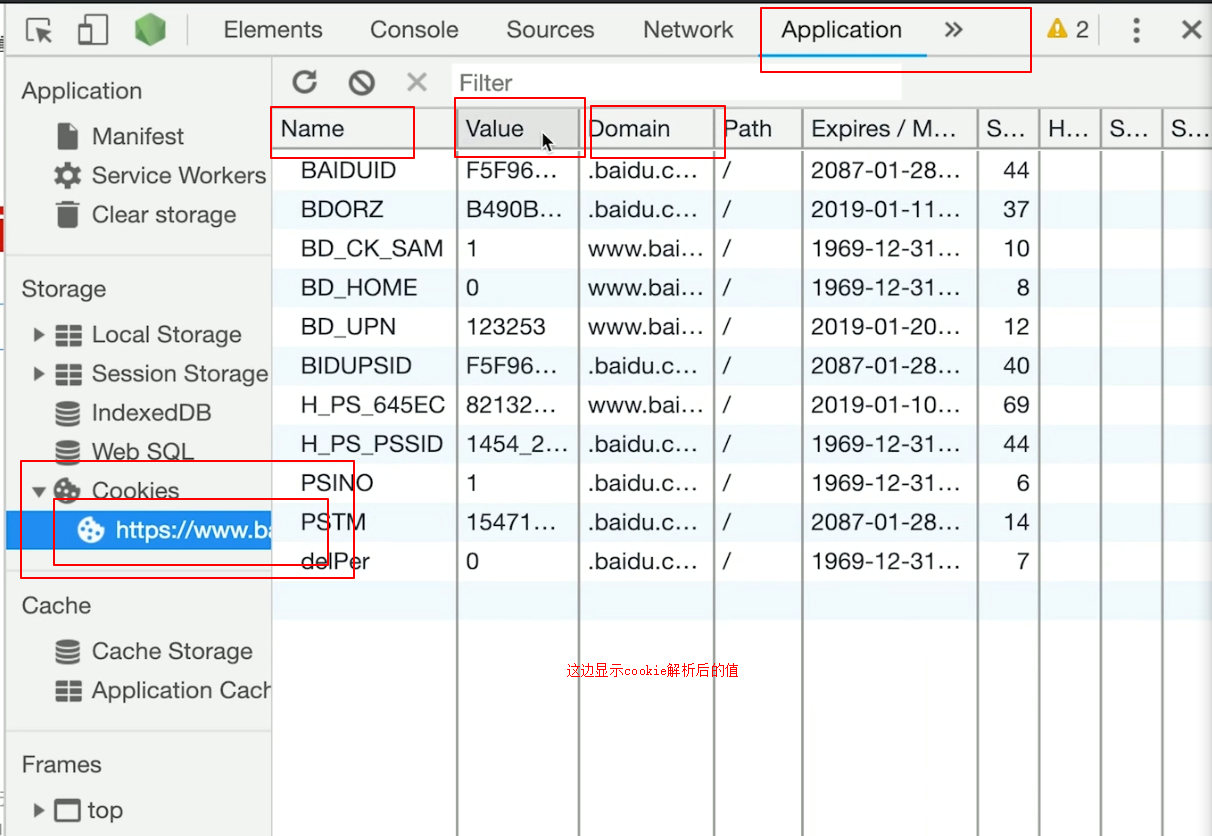 Elements Console Sources Network Application » 2
Application
Manifest
Service Workers
Clear storage
Storage
Local Storage
Session Storage
IndexedDB
Web SQL
Cookies
https://www.ba
Cache
Cache Storage
Application Cach
Frames
top
Filter
Name Value Domain Path Expires / M... S... H... S... S...
BAIDUID F5F96... .baidu.c... / 2087-01-28... 44
BDORZ B490B... .baidu.c... / 2019-01-11... 37
BD_CK_SAM 1 www.bai... / 1969-12-31... 10
BD_HOME 0 www.bai... / 1969-12-31... 8
BD_UPN 123253 www.bai... / 2019-01-20... 12
BIDUPSID F5F96... .baidu.c... / 2087-01-28... 40
H_PS_645EC 82132... www.bai... / 2019-01-10... 69
H_PS_PSSID 1454_2... .baidu.c... / 1969-12-31... 44
PSINO 1 .baidu.c... / 1969-12-31... 6
PSTM 15471... .baidu.c... / 2087-01-28... 14
delPer 0 .baidu.c... / 1969-12-31... 7
这边显示cookie解析后的值